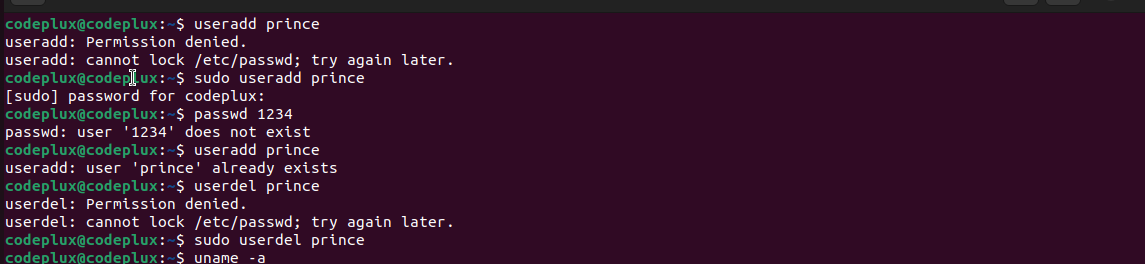 codeplux@codeplux:~$ useradd prince
useradd: Permission denied.
useradd: cannot lock /etc/passwd; try again later.
codeplux@codeplux:~$ sudo useradd prince
[sudo] password for codeplux:
codeplux@codeplux:~$ passwd 1234
passwd: user '1234' does not exist
codeplux@codeplux:~$ useradd prince
useradd: user 'prince' already exists
codeplux@codeplux:~$ userdel prince
userdel: Permission denied.
userdel: cannot lock /etc/passwd; try again later.
codeplux@codeplux:~$ sudo userdel prince
codeplux@codeplux:~$ uname -a